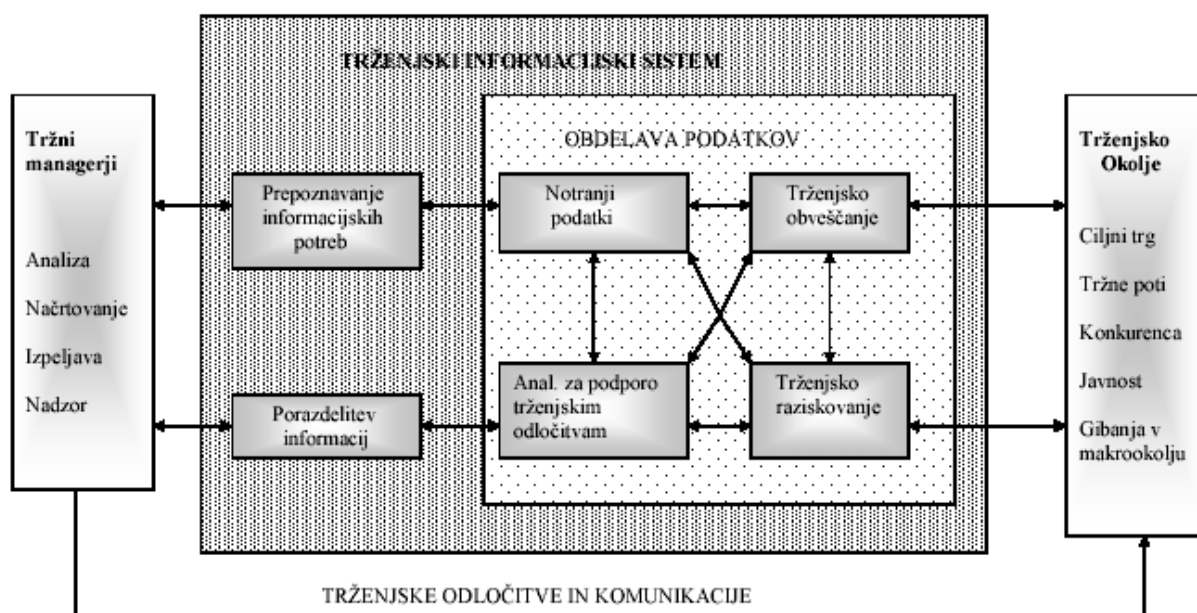 TRŽENJSKI INFORMACIJSKI SISTEM
Tržni
managerji
Analiza
Načrtovanje
Izpeljava
Nadzor
Prepoznavanje
informacijskih
potreb
Porazdelitev
informacij
OBDELAVA PODATKOV
Notranji
podatki
Trženjsko
obveščanje
Anal. za podporo
trženjskim
odločitvam
Trženjsko
raziskovanje
Trženjsko
Okolje
Ciljni trg
Tržne poti
Konkurenca
Javnost
Gibanja v
makrookolju
TRŽENJSKE ODLOČITVE IN KOMUNIKACIJE